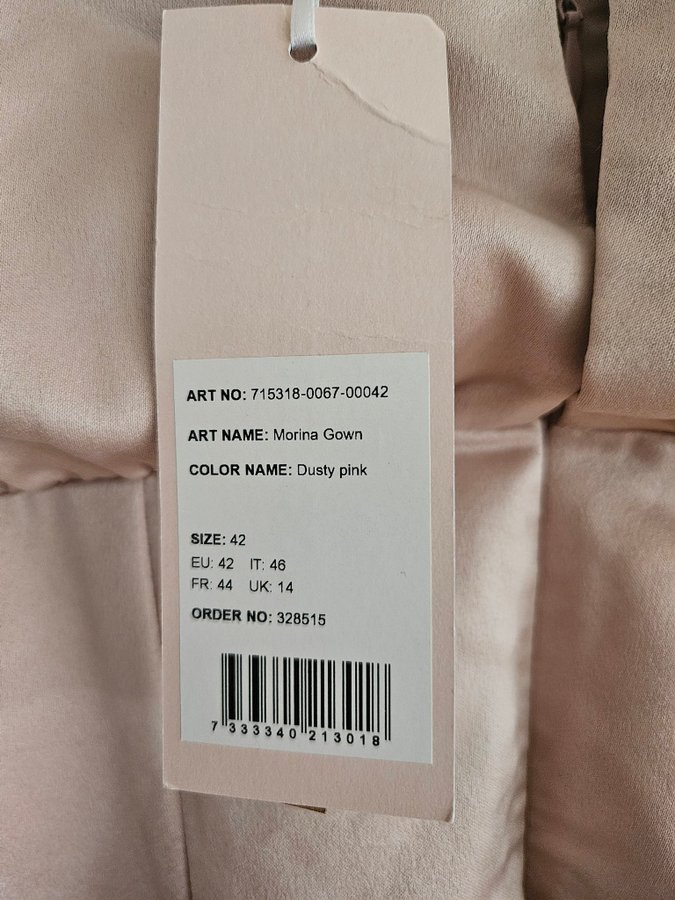 ART NO: 715318-0067-00042
ART NAME: Morina Gown
COLOR NAME: Dusty pink
SIZE: 42
EU: 42 IT: 46
FR: 44 UK: 14
ORDER NO: 328515
7 333340 213018